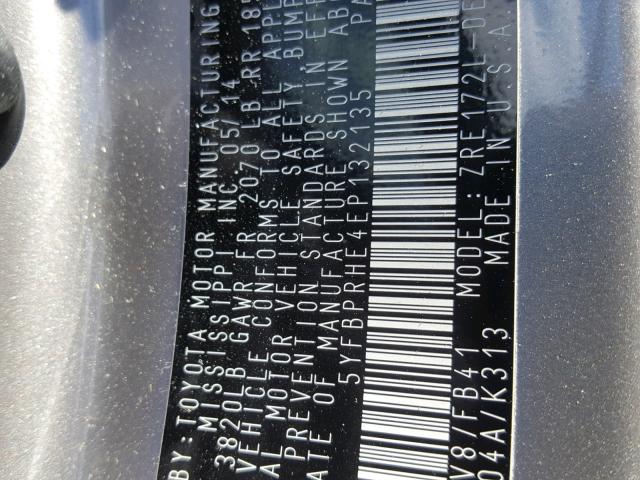 BY:TOYOTA MOTOR MANUFACTURING
MISSISSIPPI INC. 05/14
3820LB GAWR FR 2070 LB RR 185
VEHICLE CONFORMS TO ALL APPL
AL MOTOR VEHICLE SAFETY BUMP
PREVENTION STANDARDS IN EFF
ATE OF MANUFACTURE SHOWN AB
5YFBPRHE4EP132135 PA
V8/FB41 MODEL: ZRE172L-DE
04A/K313 MADE IN U.S.A